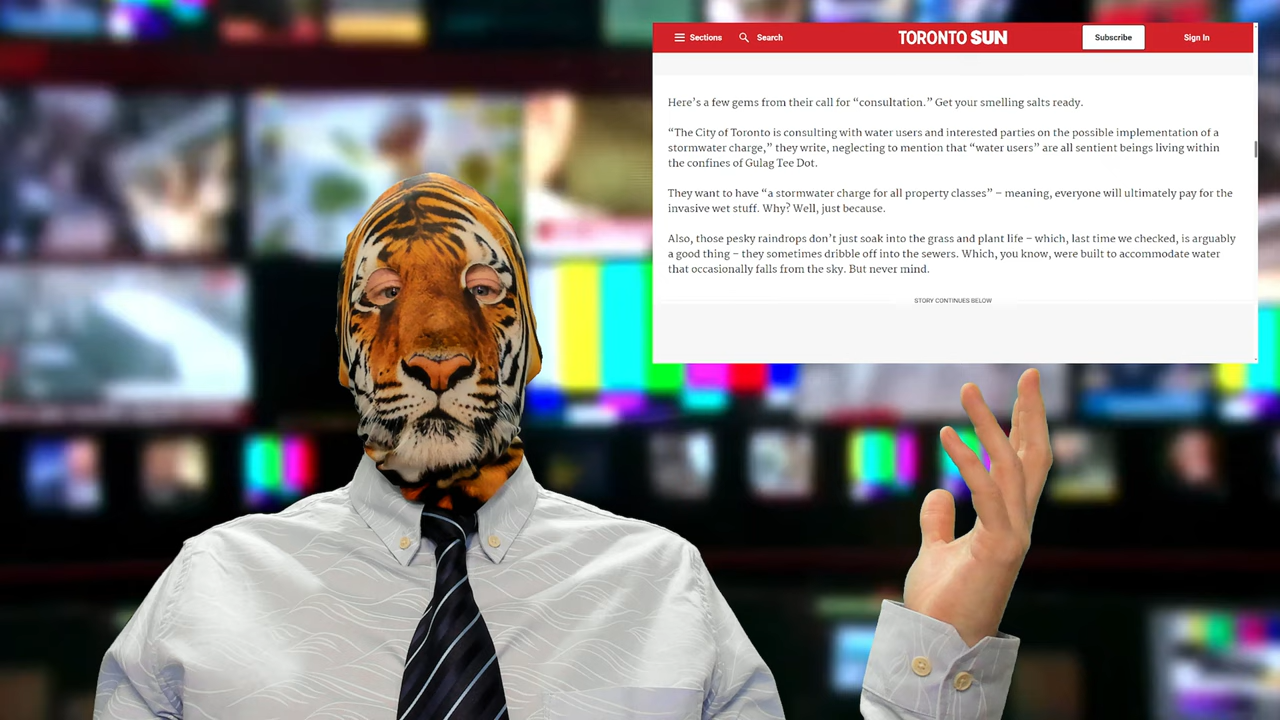 Sections Search TORONTO SUN Subscribe Sign In
Here’s a few gems from their call for “consultation.” Get your smelling salts ready.
“The City of Toronto is consulting with water users and interested parties on the possible implementation of a
stormwater charge,” they write, neglecting to mention that “water users” are all sentient beings living within
the confines of Gulag Tee Dot.
They want to have “a stormwater charge for all property classes” – meaning, everyone will ultimately pay for the
invasive wet stuff. Why? Well, just because.
Also, those pesky raindrops don’t just soak into the grass and plant life – which, last time we checked, is arguably
a good thing – they sometimes dribble off into the sewers. Which, you know, were built to accommodate water
that occasionally falls from the sky. But never mind.
STORY CONTINUES BELOW